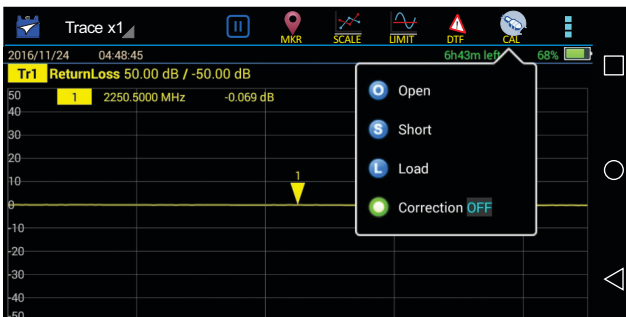 Trace x1
MKR SCALE LIMIT DTF CAL
2016/11/24 04:48:45 6h43m left 68%
Tr1 ReturnLoss 50.00 dB / -50.00 dB
50 1 2250.5000 MHz -0.069 dB
40
30
20
10
0
-10
-20
-30
-40
-50
1
O Open
S Short
L Load
Correction OFF